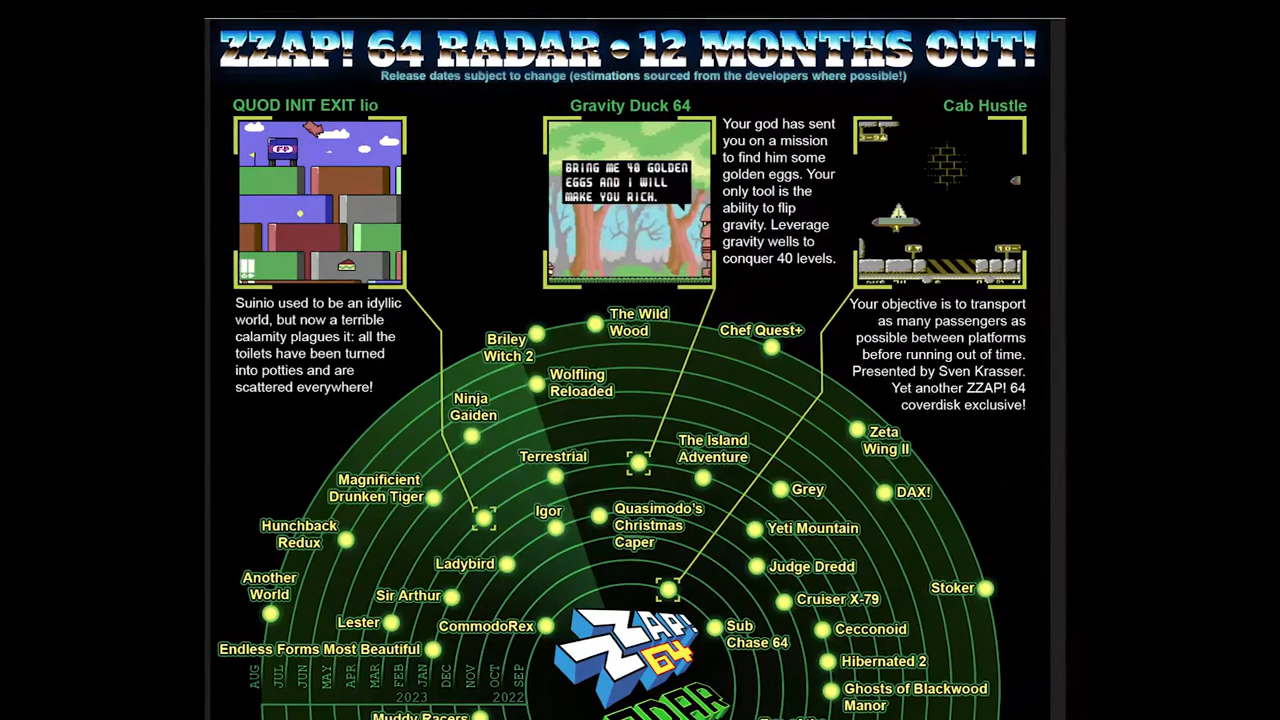 ZZAP! 64 RADAR - 12 MONTHS OUT!
Release dates subject to change (estimations sourced from the developers where possible!)
QUOD INIT EXIT IIo
Suinio used to be an idyllic
world, but now a terrible
calamity plagues it: all the
toilets have been turned
into potties and are
scattered everywhere!
Gravity Duck 64
BRING ME 40 GOLDEN
EGGS AND I WILL
MAKE YOU RICH.
Your god has sent
you on a mission
to find him some
golden eggs. Your
only tool is the
ability to flip
gravity. Leverage
gravity wells to
conquer 40 levels.
Cab Hustle
Your objective is to transport
as many passengers as
possible between platforms
before running out of time.
Presented by Sven Krasser.
Yet another ZZAP! 64
coverdisk exclusive!
The Wild
Wood
Chef Quest+
Briley
Witch 2
Wolfling
Reloaded
Ninja
Gaiden
Zeta
Wing II
The Island
Adventure
Terrestrial
Magnificient
Drunken Tiger
Grey
DAX!
Igor
Quasimodo's
Christmas
Caper
Hunchback
Redux
Yeti Mountain
Ladybird
Judge Dredd
Another
World
Stoker
Sir Arthur
Cruiser X-79
Lester
CommodoRex
Sub
Chase 64
Cecconoid
Endless Forms Most Beautiful
Hibernated 2
Ghosts of Blackwood
Manor
AUG JUL JUN MAY APR MAR FEB JAN DEC NOV OCT SEP
2023 2022
ZZAP!
64
RADAR
Muddy Racers